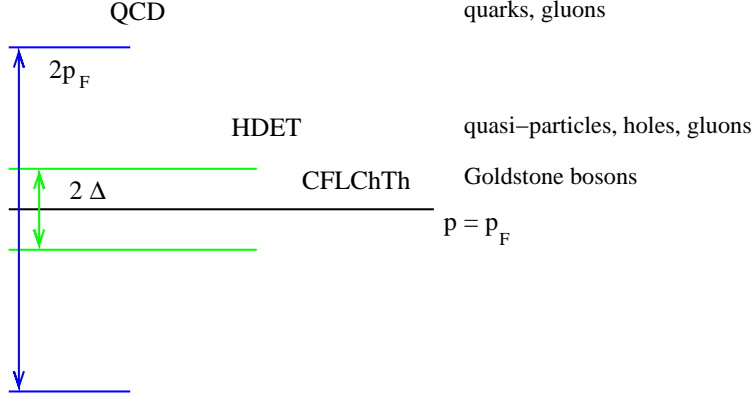 QCD quarks, gluons
2p_F
HDET quasi−particles, holes, gluons
CFLChTh Goldstone bosons
2 Δ
p = p_F